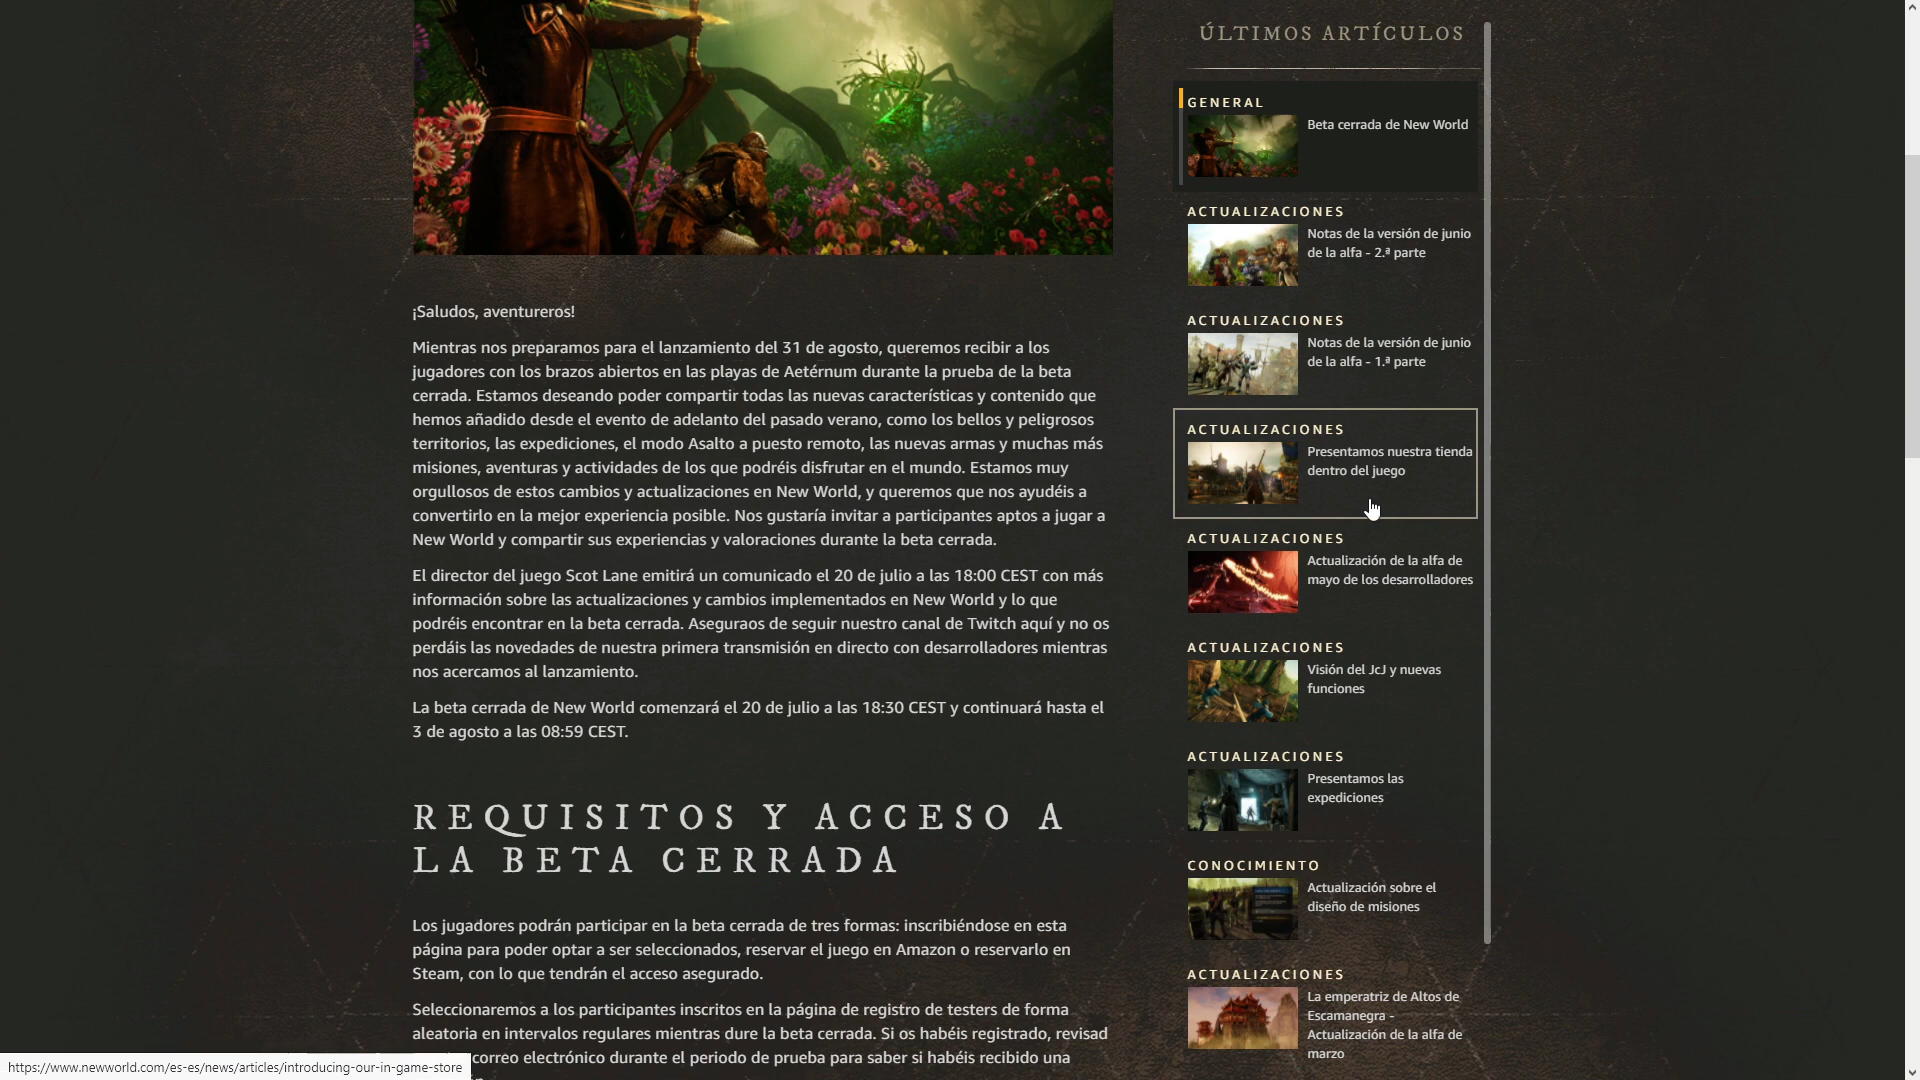 ¡Saludos, aventureros!
Mientras nos preparamos para el lanzamiento del 31 de agosto, queremos recibir a los
jugadores con los brazos abiertos en las playas de Aetérnum durante la prueba de la beta
cerrada. Estamos deseando poder compartir todas las nuevas características y contenido que
hemos añadido desde el evento de adelanto del pasado verano, como los bellos y peligrosos
territorios, las expediciones, el modo Asalto a puesto remoto, las nuevas armas y muchas más
misiones, aventuras y actividades de los que podréis disfrutar en el mundo. Estamos muy
orgullosos de estos cambios y actualizaciones en New World, y queremos que nos ayudéis a
convertirlo en la mejor experiencia posible. Nos gustaría invitar a participantes aptos a jugar a
New World y compartir sus experiencias y valoraciones durante la beta cerrada.
El director del juego Scot Lane emitirá un comunicado el 20 de julio a las 18:00 CEST con más
información sobre las actualizaciones y cambios implementados en New World y lo que
podréis encontrar en la beta cerrada. Aseguraos de seguir nuestro canal de Twitch aquí y no os
perdáis las novedades de nuestra primera transmisión en directo con desarrolladores mientras
nos acercamos al lanzamiento.
La beta cerrada de New World comenzará el 20 de julio a las 18:30 CEST y continuará hasta el
3 de agosto a las 08:59 CEST.
REQUISITOS Y ACCESO A
LA BETA CERRADA
Los jugadores podrán participar en la beta cerrada de tres formas: inscribiéndose en esta
página para poder optar a ser seleccionados, reservar el juego en Amazon o reservarlo en
Steam, con lo que tendrán el acceso asegurado.
Seleccionaremos a los participantes inscritos en la página de registro de testers de forma
aleatoria en intervalos regulares mientras dure la beta cerrada. Si os habéis registrado, revisad
correo electrónico durante el periodo de prueba para saber si habéis recibido una
https://www.newworld.com/es-es/news/articles/introducing-our-in-game-store
ÚLTIMOS ARTÍCULOS
GENERAL
Beta cerrada de New World
ACTUALIZACIONES
Notas de la versión de junio
de la alfa - 2.ª parte
ACTUALIZACIONES
Notas de la versión de junio
de la alfa - 1.ª parte
ACTUALIZACIONES
Presentamos nuestra tienda
dentro del juego
ACTUALIZACIONES
Actualización de la alfa de
mayo de los desarrolladores
ACTUALIZACIONES
Visión del JcJ y nuevas
funciones
ACTUALIZACIONES
Presentamos las
expediciones
CONOCIMIENTO
Actualización sobre el
diseño de misiones
ACTUALIZACIONES
La emperatriz de Altos de
Escamanegra -
Actualización de la alfa de
marzo